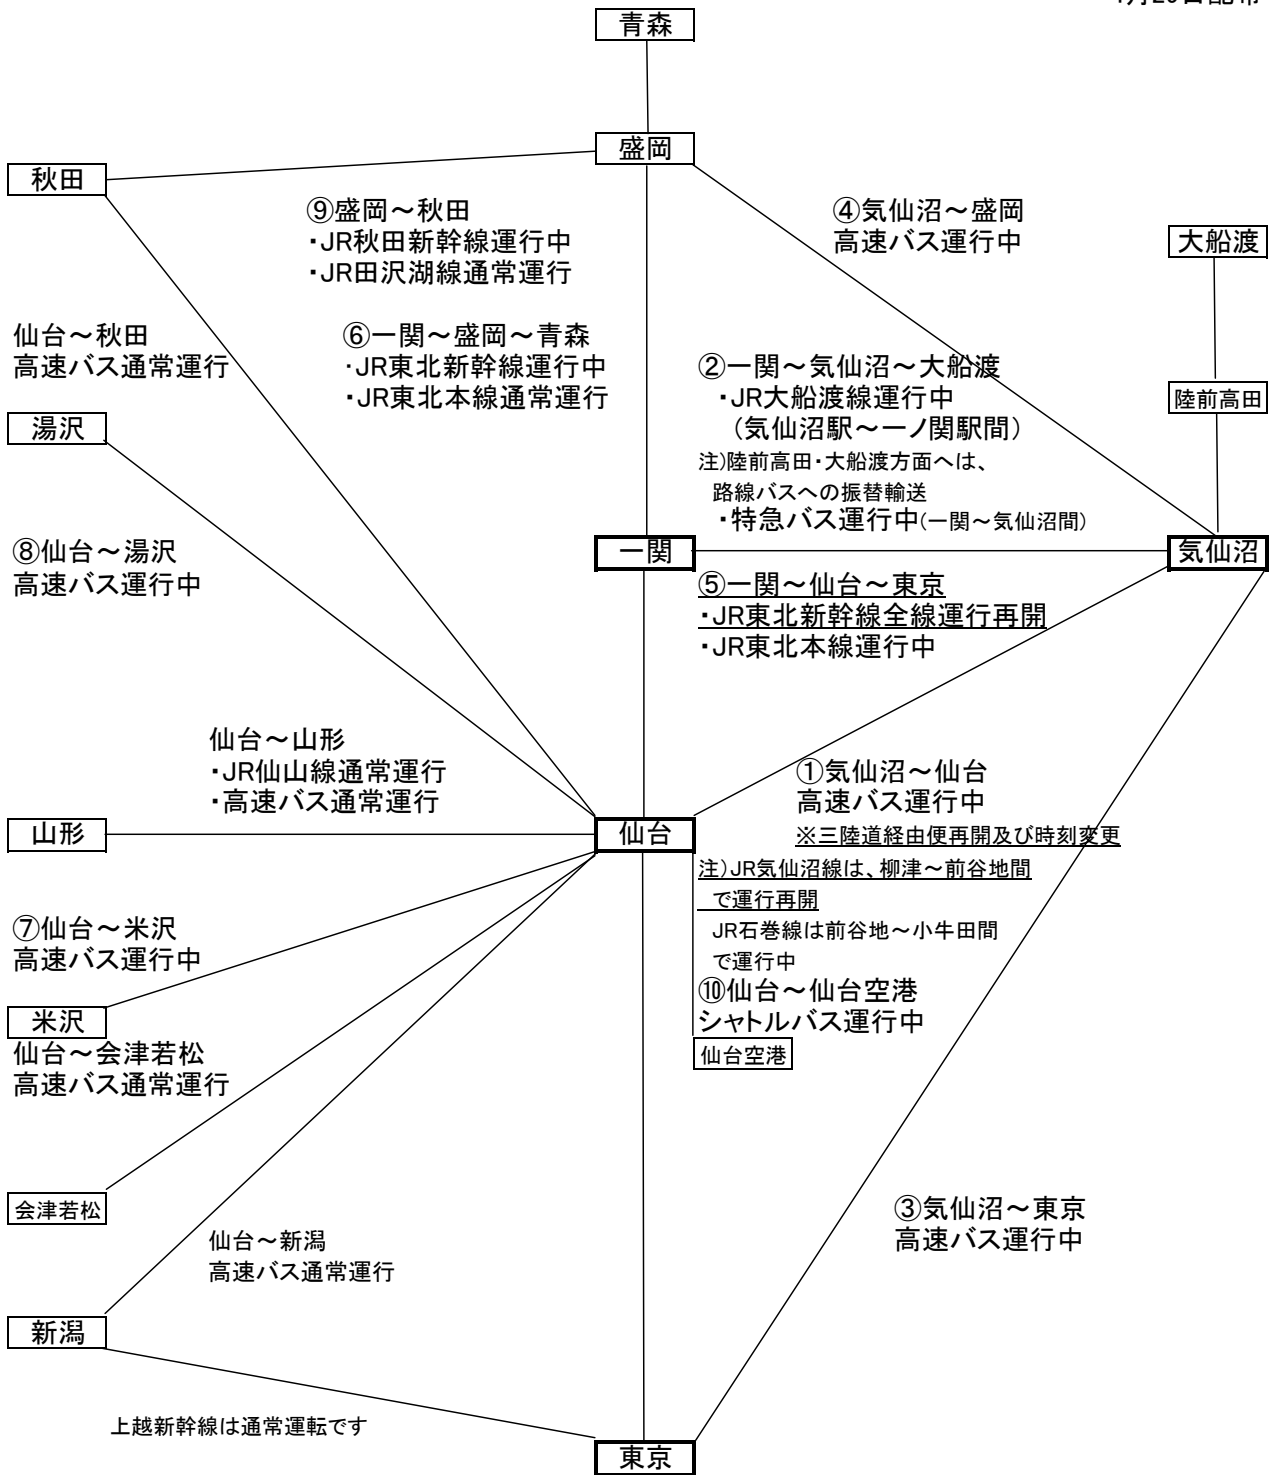 青森
盛岡
秋田
⑨盛岡～秋田
・JR秋田新幹線運行中
・JR田沢湖線通常運行
④気仙沼～盛岡
高速バス運行中
大船渡
仙台～秋田
高速バス通常運行
⑥一関～盛岡～青森
・JR東北新幹線運行中
・JR東北本線通常運行
②一関～気仙沼～大船渡
・JR大船渡線運行中
（気仙沼駅～一ノ関駅間）
注）陸前高田・大船渡方面へは、
路線バスへの振替輸送
・特急バス運行中（一関～気仙沼間）
陸前高田
湯沢
⑧仙台～湯沢
高速バス運行中
一関
気仙沼
⑤一関～仙台～東京
・JR東北新幹線全線運行再開
・JR東北本線運行中
仙台～山形
・JR仙山線通常運行
・高速バス通常運行
①気仙沼～仙台
高速バス運行中
※三陸道経由便再開及び時刻変更
山形
仙台
注）JR気仙沼線は、柳津～前谷地間
で運行再開
JR石巻線は前谷地～小牛田間
で運行中
⑦仙台～米沢
高速バス運行中
⑩仙台～仙台空港
シャトルバス運行中
米沢
仙台空港
仙台～会津若松
高速バス通常運行
会津若松
③気仙沼～東京
高速バス運行中
仙台～新潟
高速バス通常運行
新潟
上越新幹線は通常運転です
東京